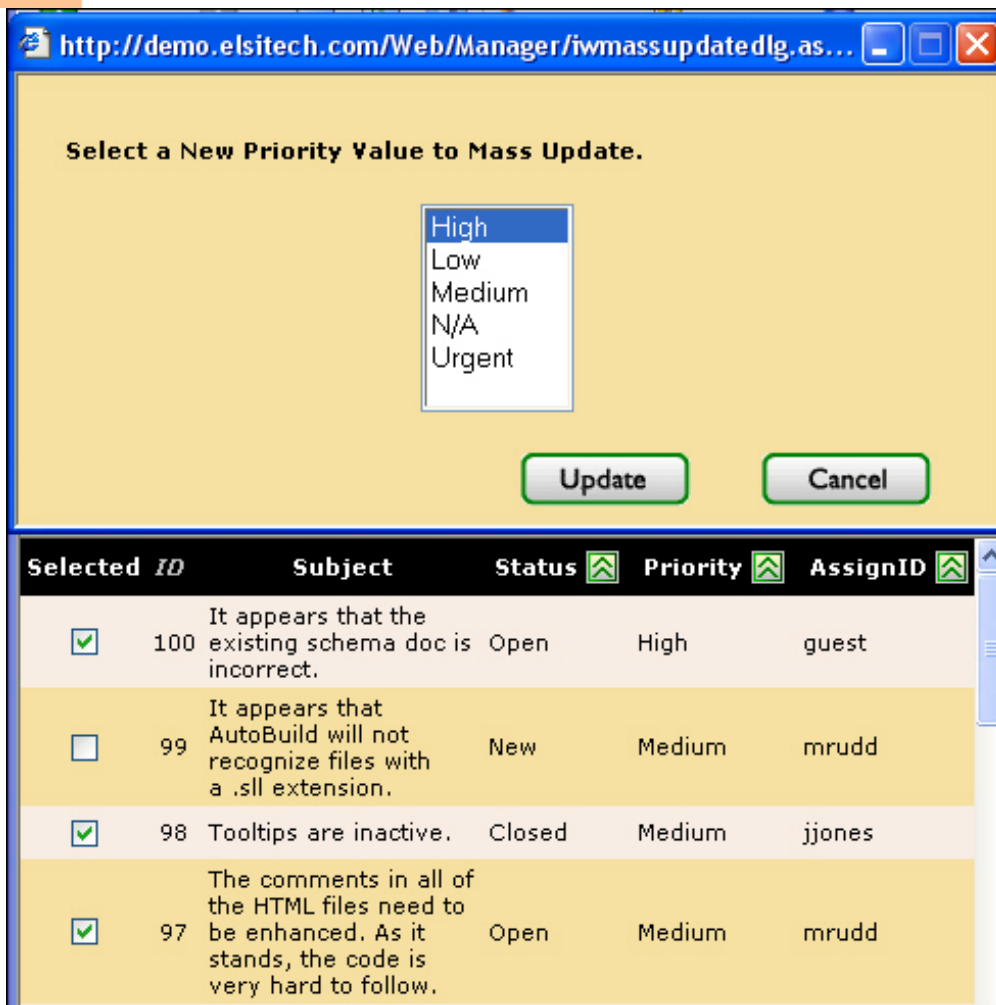 http://demo.elsitech.com/Web/Manager/iwmassupdatedlg.as...
Select a New Priority Value to Mass Update.
High
Low
Medium
N/A
Urgent
Update Cancel
Selected ID Subject Status Priority AssignID
It appears that the
100 existing schema doc is Open High guest
incorrect.
It appears that
AutoBuild will not
99 recognize files with New Medium mrudd
a .sll extension.
98 Tooltips are inactive. Closed Medium jjones
The comments in all of
the HTML files need to
97 be enhanced. As it Open Medium mrudd
stands, the code is
very hard to follow.